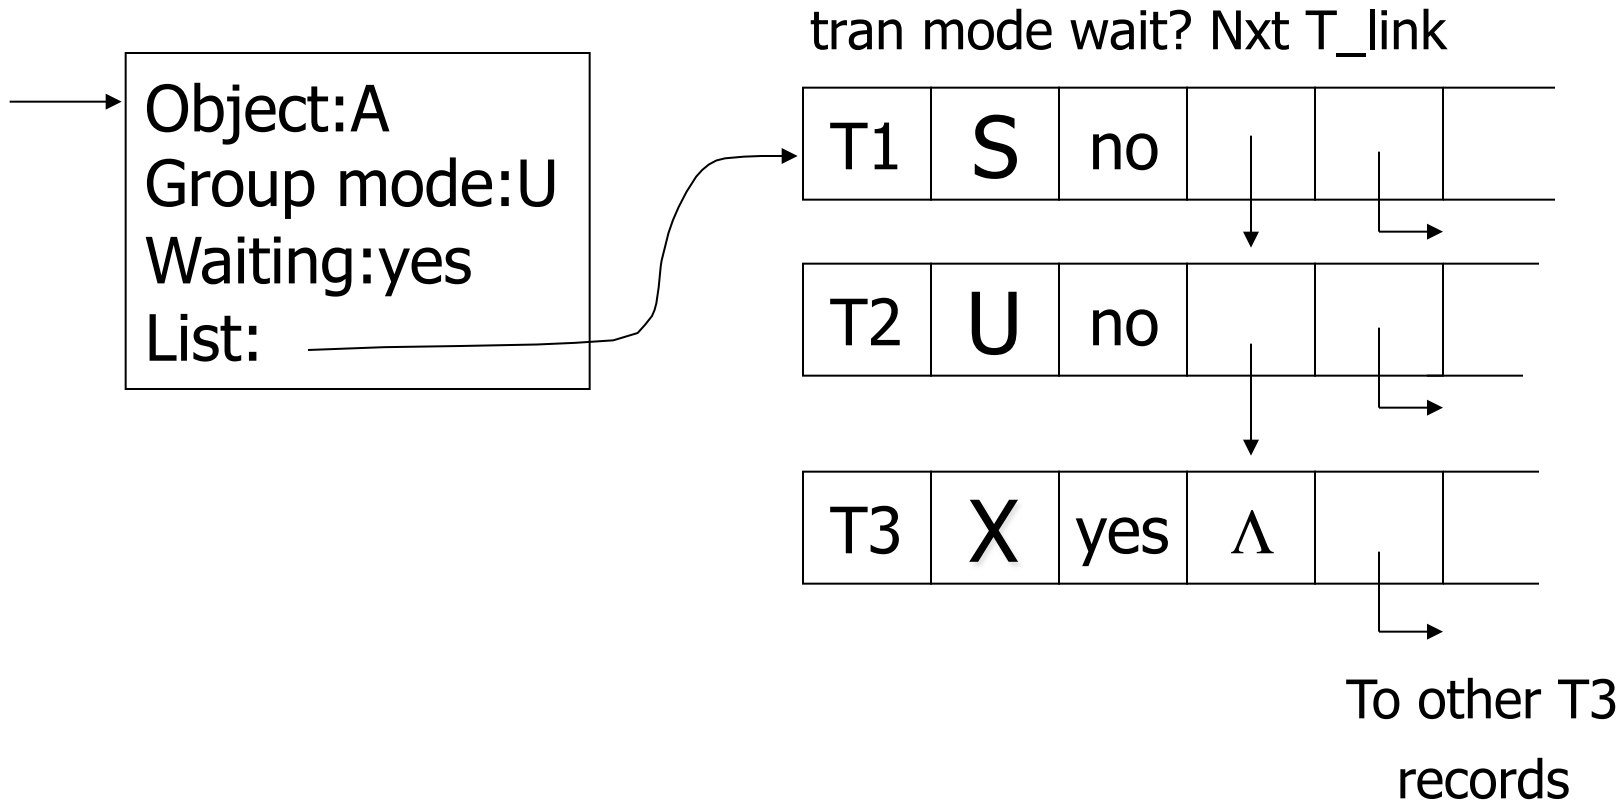 tran mode wait? Nxt T_link
Object:A
Group mode:U
Waiting:yes
List:
T1 S no
T2 U no
T3 X yes Λ
To other T3
records